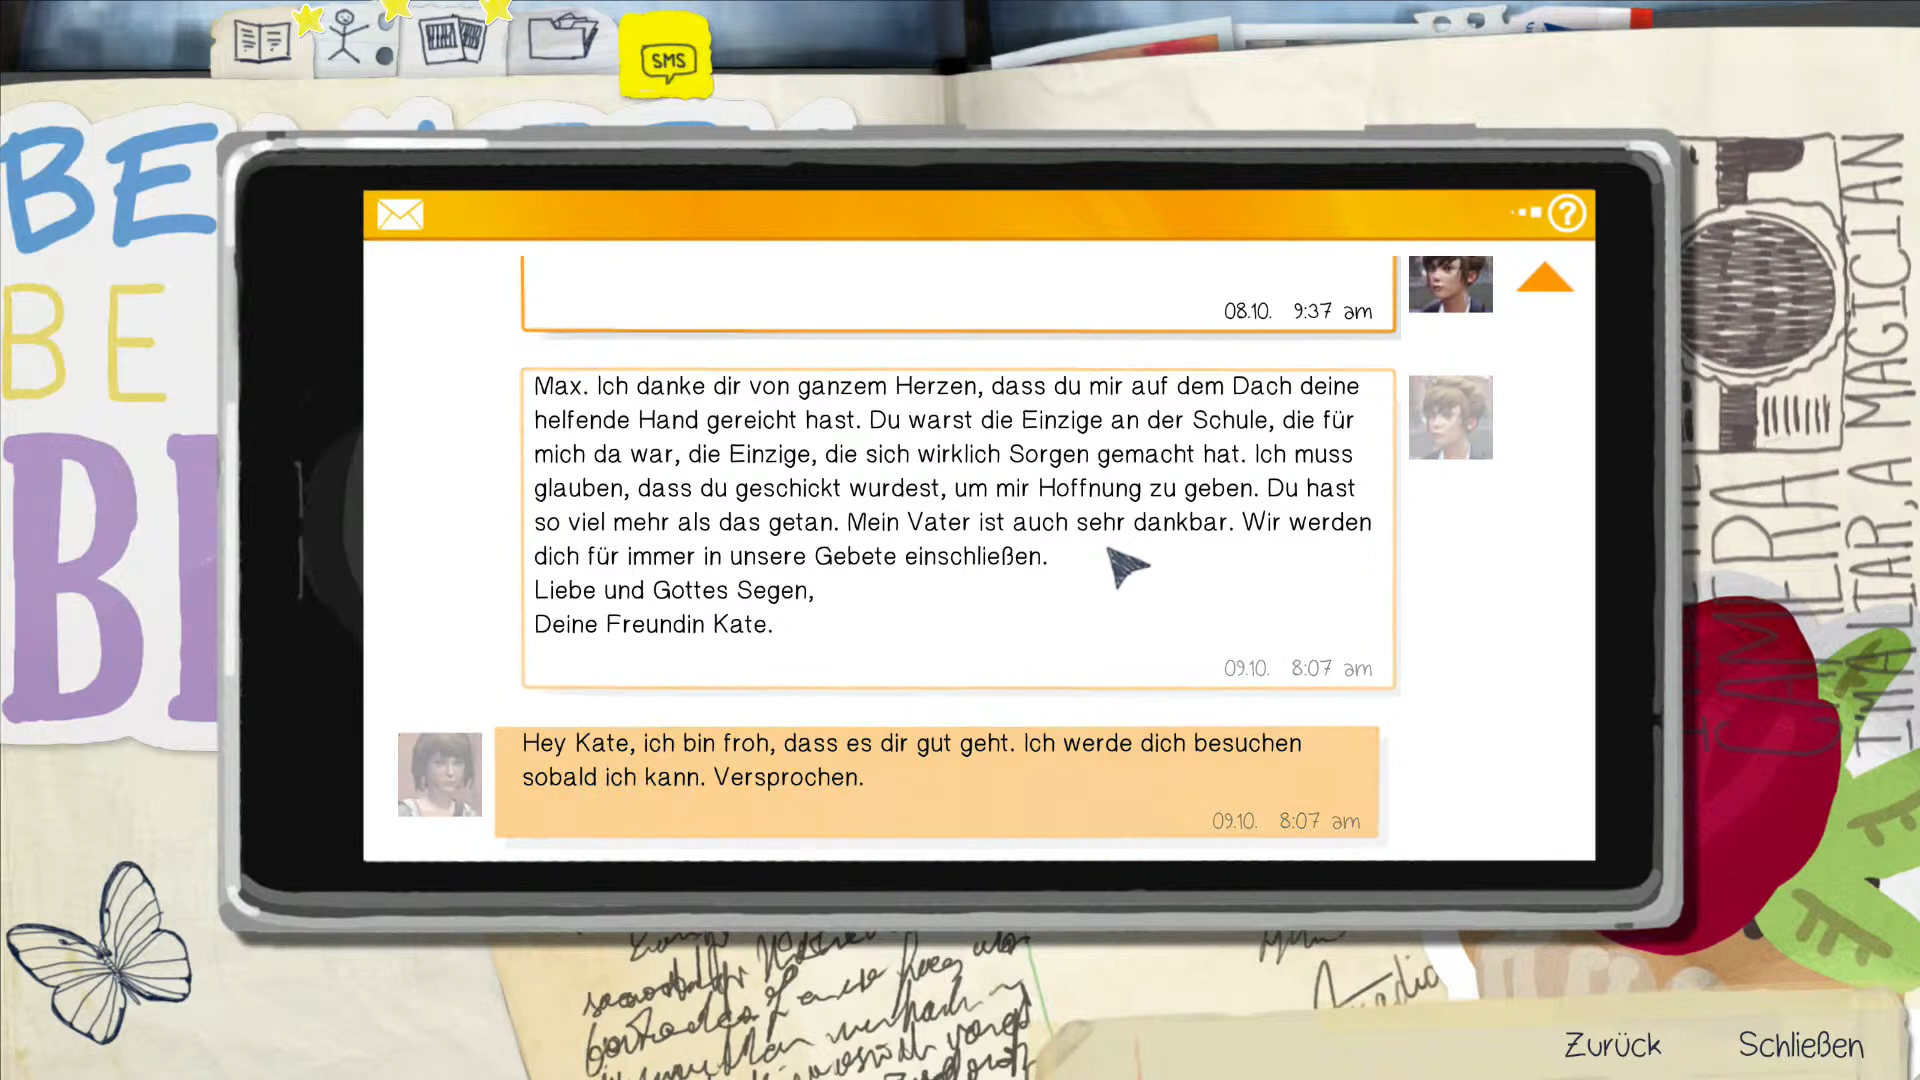 SMS
BE
BE
08.10. 9:37 am
Max. Ich danke dir von ganzem Herzen, dass du mir auf dem Dach deine
helfende Hand gereicht hast. Du warst die Einzige an der Schule, die für
mich da war, die Einzige, die sich wirklich Sorgen gemacht hat. Ich muss
glauben, dass du geschickt wurdest, um mir Hoffnung zu geben. Du hast
so viel mehr als das getan. Mein Vater ist auch sehr dankbar. Wir werden
dich für immer in unsere Gebete einschließen.
Liebe und Gottes Segen,
Deine Freundin Kate.
09.10. 8:07 am
Hey Kate, ich bin froh, dass es dir gut geht. Ich werde dich besuchen
sobald ich kann. Versprochen.
09.10. 8:07 am
CAMERA
LIAR, A MAGICIAN
Zurück
Schließen